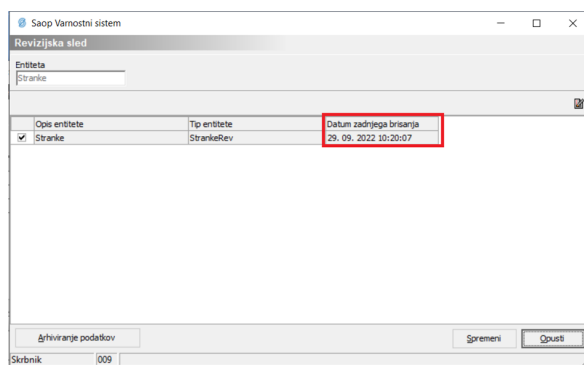 Saop Varnostni sistem
Revizijska sled
Entiteta
Stranke
Opis entitete Tip entitete Datum zadnjega brisanja
Stranke StrankeRev 29. 09. 2022 10:20:07
Arhiviranje podatkov Spremeni Opusti
Skrbnik 009